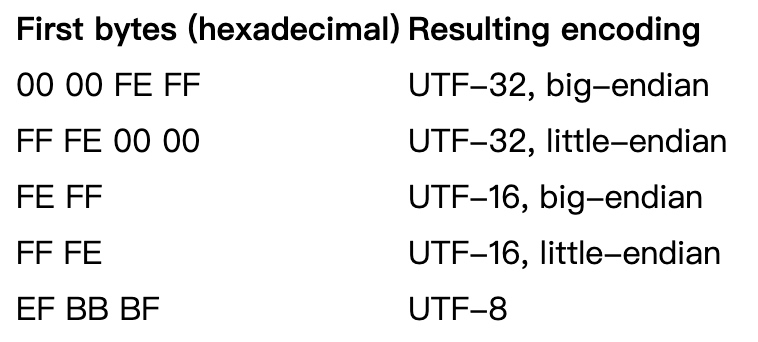 First bytes (hexadecimal) Resulting encoding
00 00 FE FF UTF–32, big–endian
FF FE 00 00 UTF–32, little–endian
FE FF UTF–16, big–endian
FF FE UTF–16, little–endian
EF BB BF UTF–8